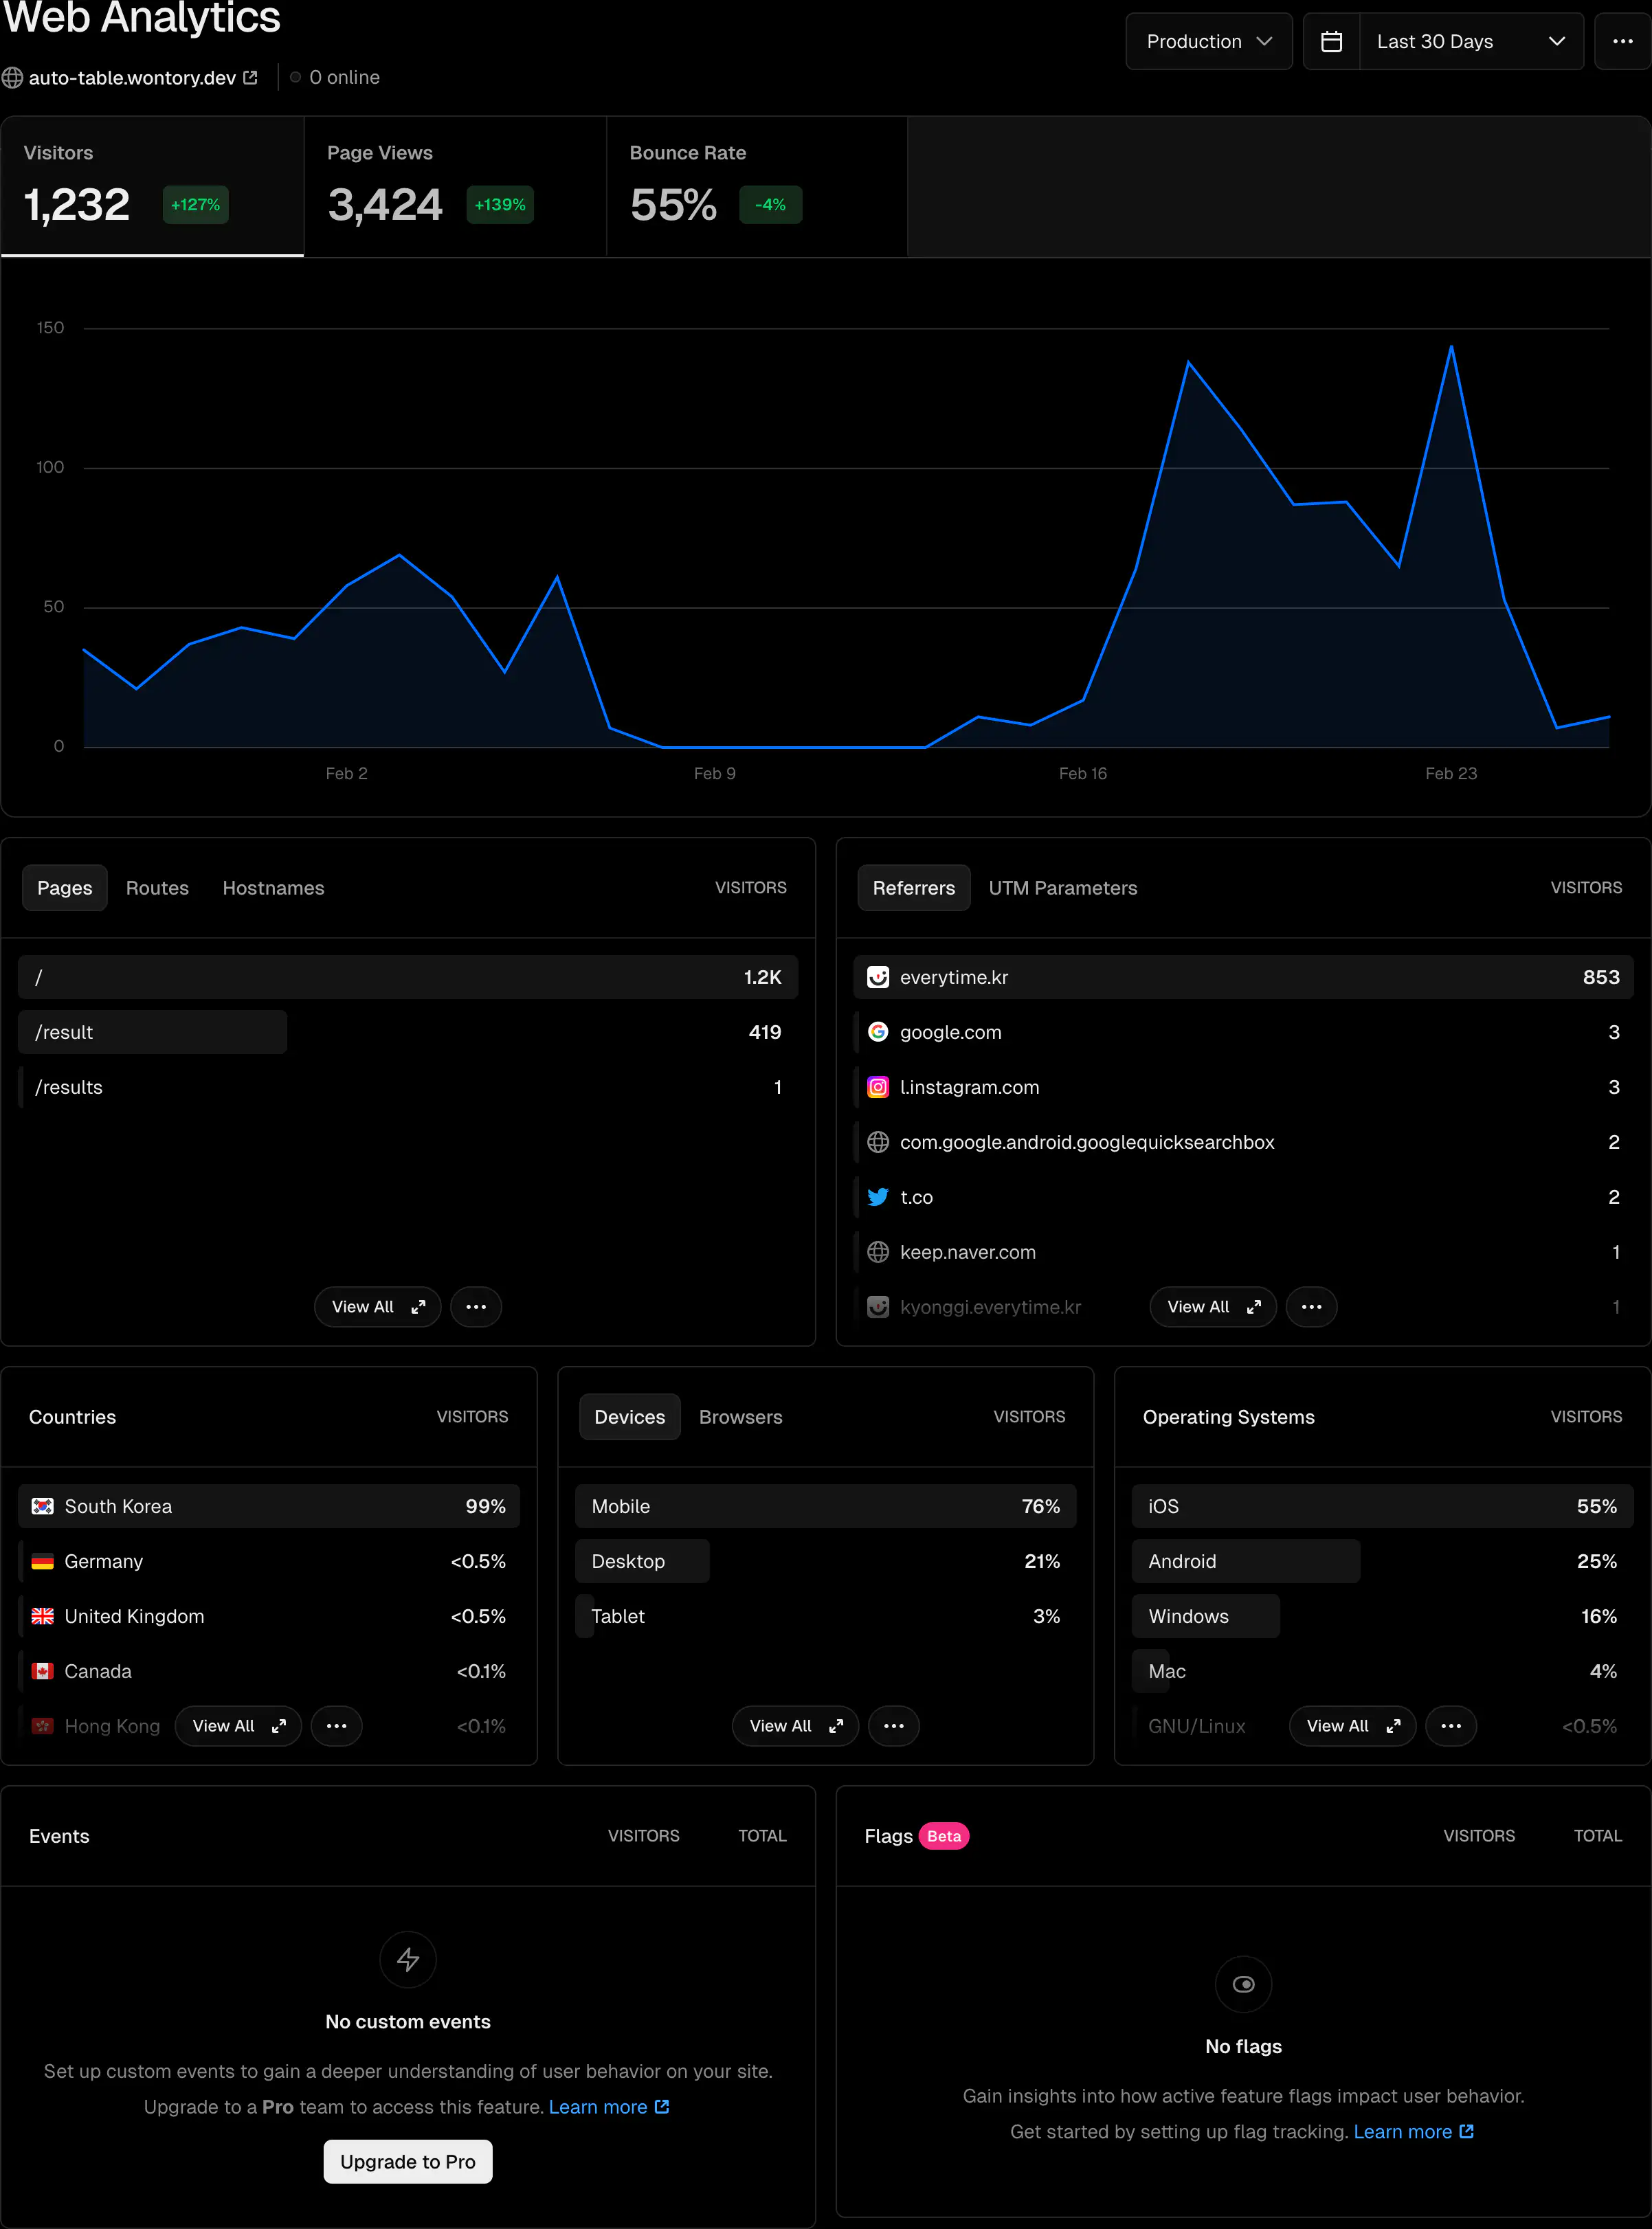 Web Analytics
Production
Last 30 Days
auto-table.wontory.dev
0 online
Visitors
1,232 +127%
Page Views
3,424 +139%
Bounce Rate
55% -4%
150
100
50
0
Feb 2 Feb 9 Feb 16 Feb 23
Pages Routes Hostnames VISITORS
/ 1.2K
/result 419
/results 1
View All
Referrers UTM Parameters VISITORS
everytime.kr 853
google.com 3
l.instagram.com 3
com.google.android.googlequicksearchbox 2
t.co 2
keep.naver.com 1
kyonggi.everytime.kr 1
View All
Countries VISITORS
South Korea 99%
Germany <0.5%
United Kingdom <0.5%
Canada <0.1%
Hong Kong <0.1%
View All
Devices Browsers VISITORS
Mobile 76%
Desktop 21%
Tablet 3%
View All
Operating Systems VISITORS
iOS 55%
Android 25%
Windows 16%
Mac 4%
GNU/Linux <0.5%
View All
Events VISITORS TOTAL
No custom events
Set up custom events to gain a deeper understanding of user behavior on your site.
Upgrade to a Pro team to access this feature. Learn more
Upgrade to Pro
Flags Beta VISITORS TOTAL
No flags
Gain insights into how active feature flags impact user behavior.
Get started by setting up flag tracking. Learn more